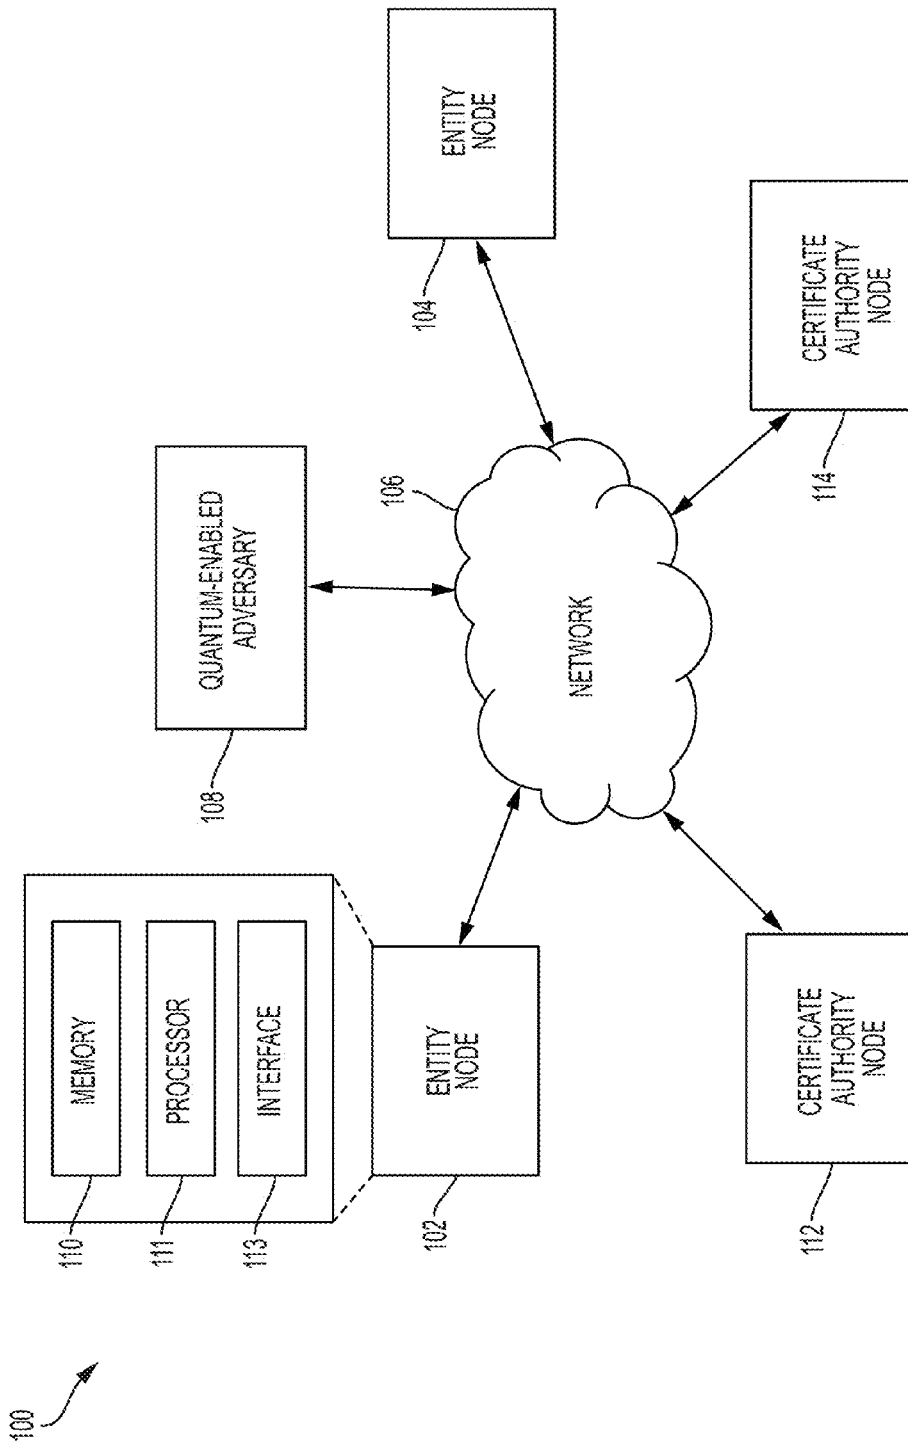 100
110
MEMORY
111
PROCESSOR
113
INTERFACE
102
ENTITY
NODE
108
QUANTUM-ENABLED
ADVERSARY
104
ENTITY
NODE
106
NETWORK
112
CERTIFICATE
AUTHORITY
NODE
114
CERTIFICATE
AUTHORITY
NODE